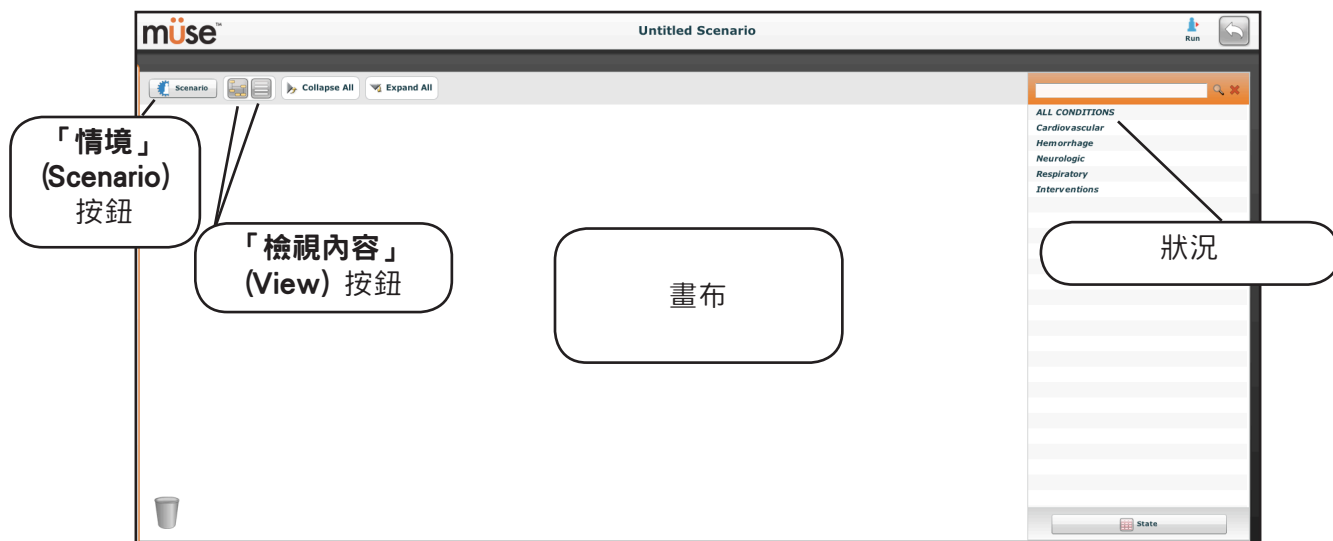 müse™
Untitled Scenario
Run
Scenario
Collapse All
Expand All
ALL CONDITIONS
Cardiovascular
Hemorrhage
Neurologic
Respiratory
Interventions
「情境」
(Scenario)
按鈕
「檢視內容」
(View) 按鈕
畫布
狀況
State